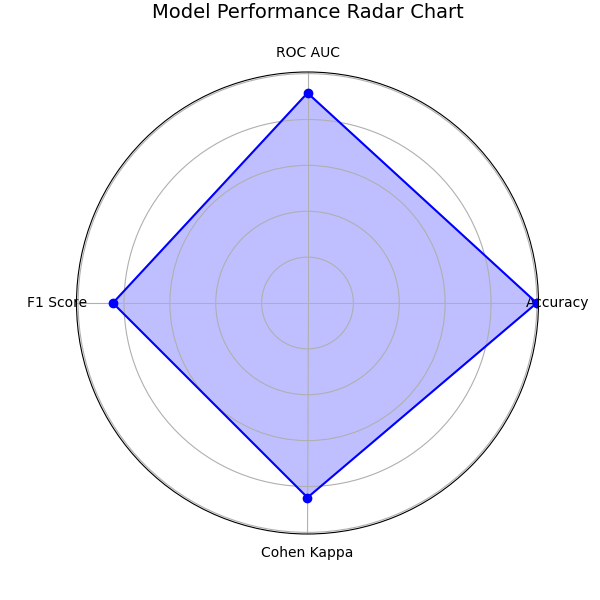 Model Performance Radar Chart
ROC AUC
F1 Score
Accuracy
Cohen Kappa